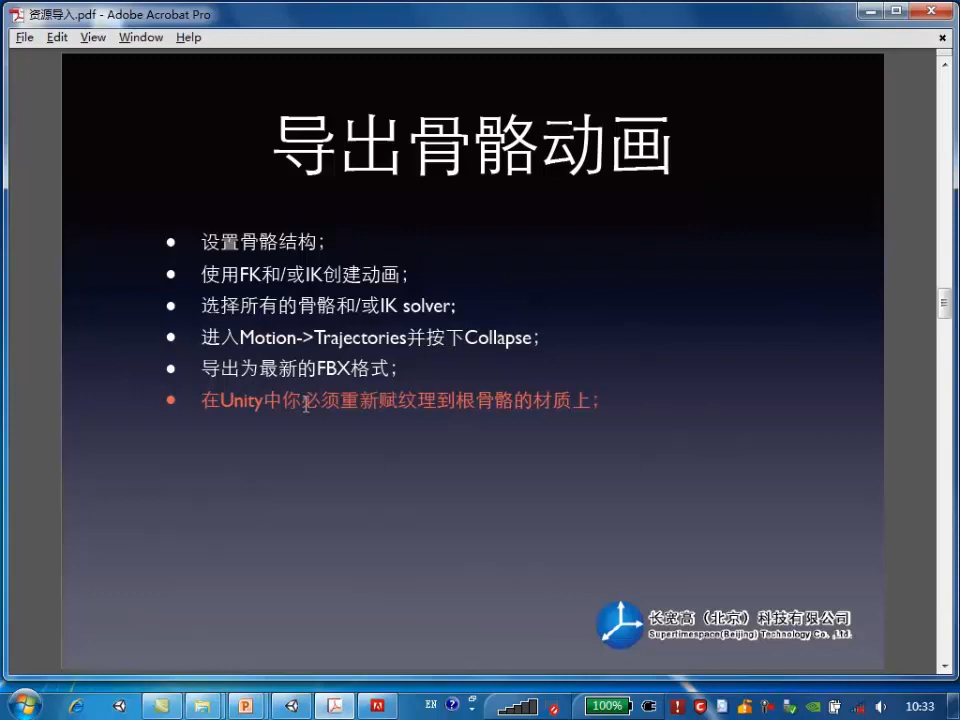 资源导入.pdf - Adobe Acrobat Pro
File Edit View Window Help
导出骨骼动画
设置骨骼结构；
使用FK和/或IK创建动画；
选择所有的骨骼和/或IK solver;
进入Motion->Trajectories并按下Collapse；
导出为最新的FBX格式；
在Unity中你必须重新赋纹理到根骨骼的材质上；
长宽高（北京）科技有限公司
Supertimespace(Beijing) Technology Co. ,Ltd.
EN 100% 10:33